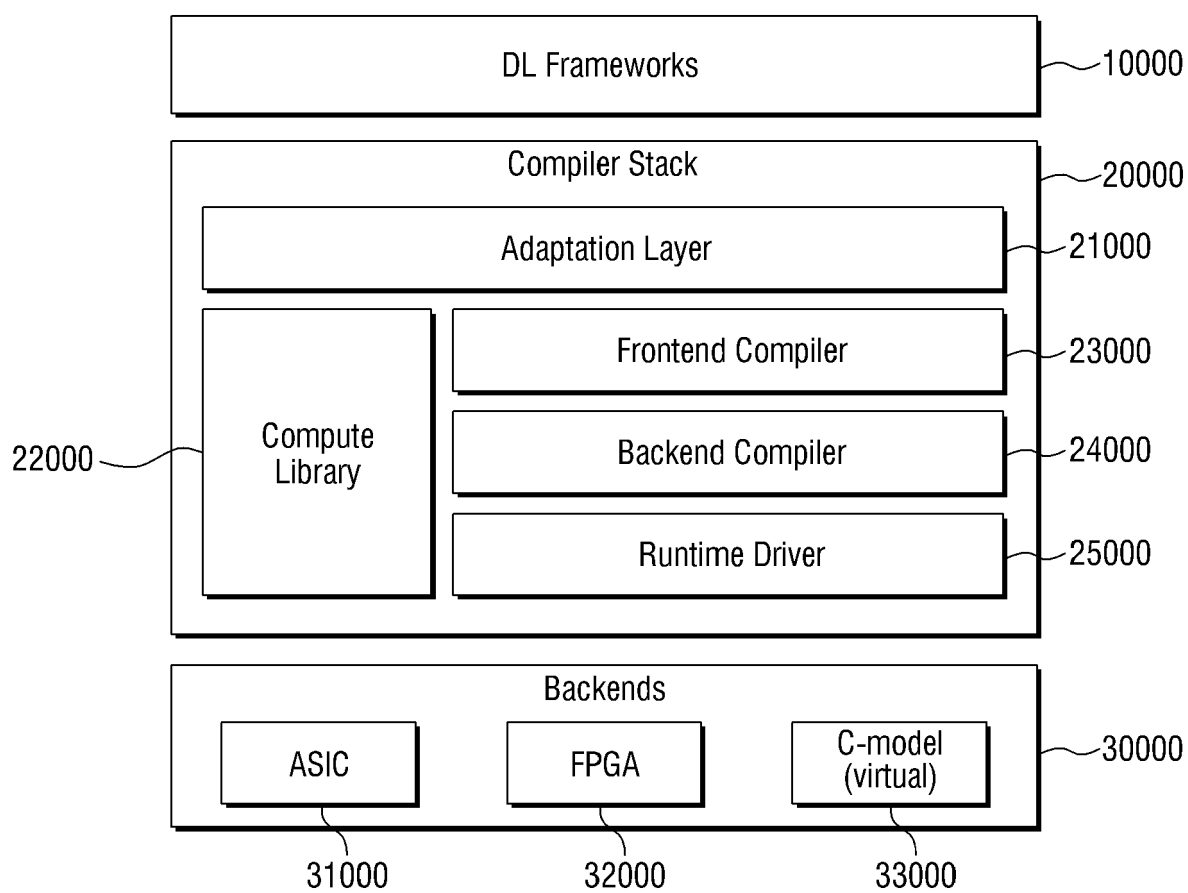 DL Frameworks
10000
Compiler Stack
20000
Adaptation Layer
21000
Frontend Compiler
23000
Compute
Library
22000
Backend Compiler
24000
Runtime Driver
25000
Backends
30000
ASIC
FPGA
C-model
(virtual)
31000
32000
33000